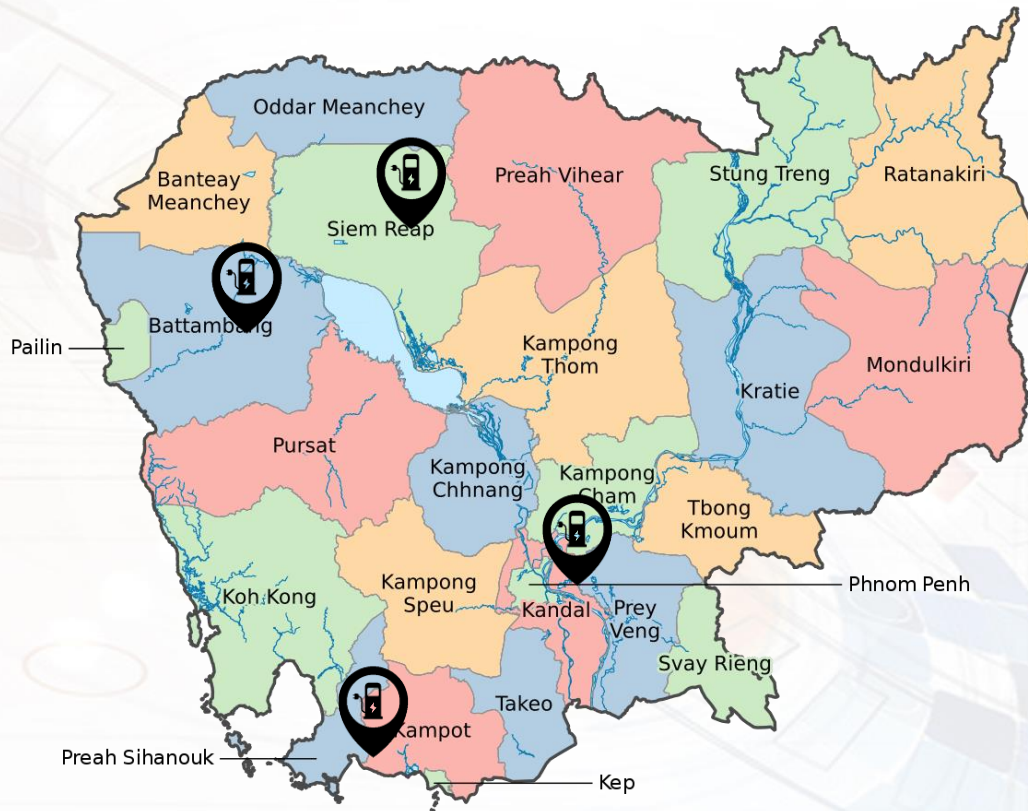 Oddar Meanchey
Banteay
Meanchey
Siem Reap
Preah Vihear
Stung Treng
Ratanakiri
Battambang
Pailin
Kampong
Thom
Kratie
Mondulkiri
Pursat
Kampong
Chhnang
Kampong
Cham
Tbong
Kmoum
Koh Kong
Kampong
Speu
Kandal
Prey
Veng
Phnom Penh
Svay Rieng
Takeo
Kampot
Preah Sihanouk
Kep